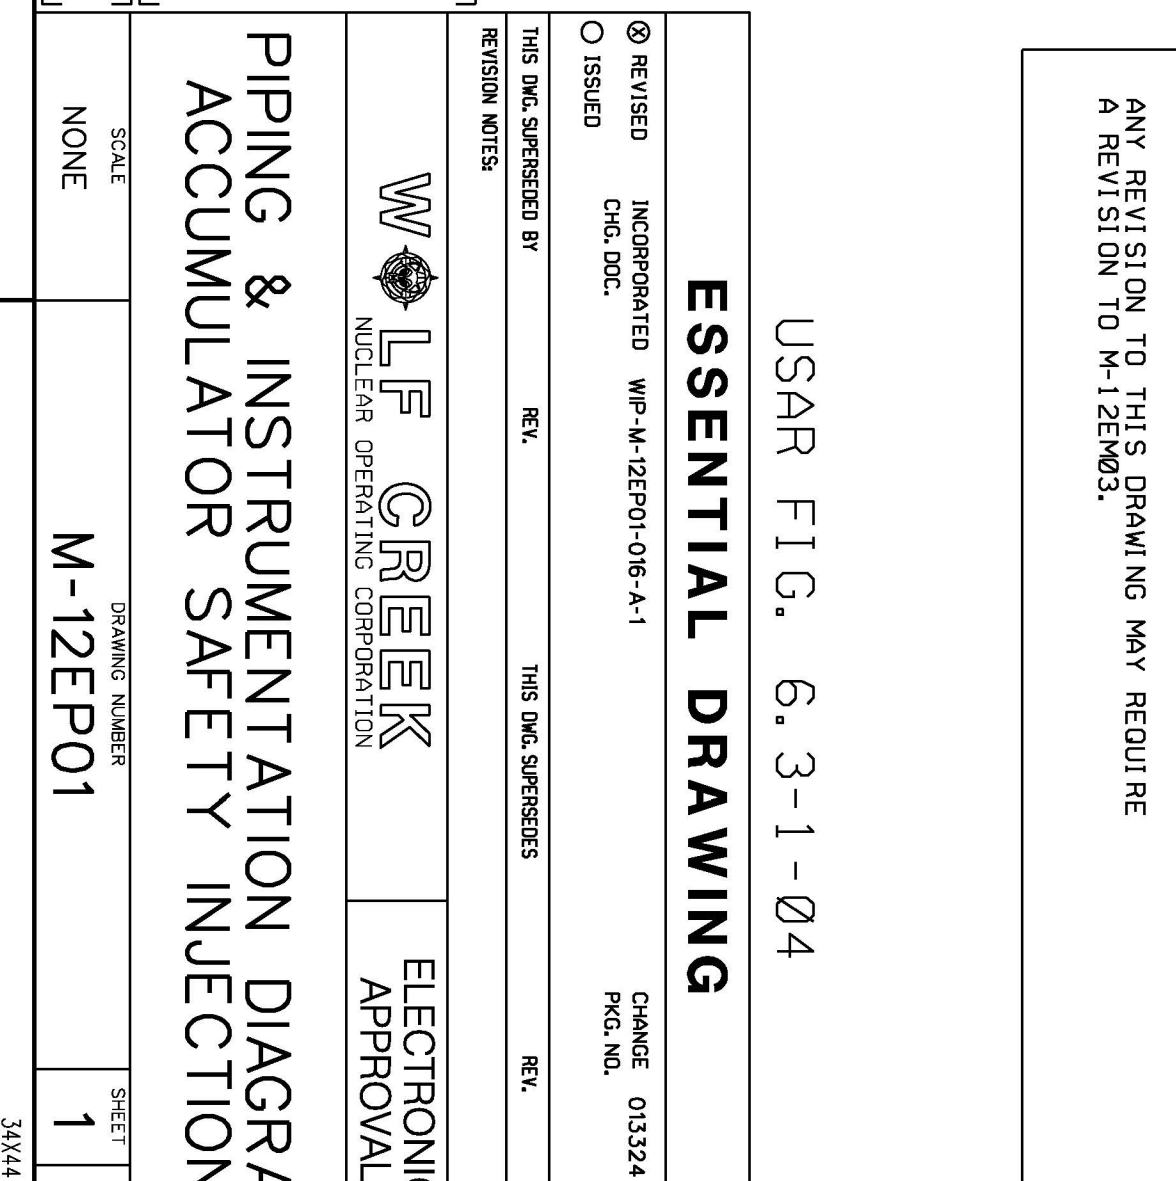 ANY REVISION TO THIS DRAWING MAY REQUIRE
A REVISION TO M-12EM03.
USAR FIG. 6.3-1-04
ESSENTIAL DRAWING
REVISED INCORPORATED WIP-M-12EP01-016-A-1 CHANGE 013324
ISSUED CHG. DOC. PKG. NO.
THIS DWG. SUPERSEDED BY REV. THIS DWG. SUPERSEDES REV.
REVISION NOTES:
WOLF CREEK
NUCLEAR OPERATING CORPORATION
ELECTRONIC
APPROVAL
PIPING & INSTRUMENTATION DIAGRA
ACCUMULATOR SAFETY INJECTION
SCALE DRAWING NUMBER SHEET
NONE M-12EP01 1
34X44